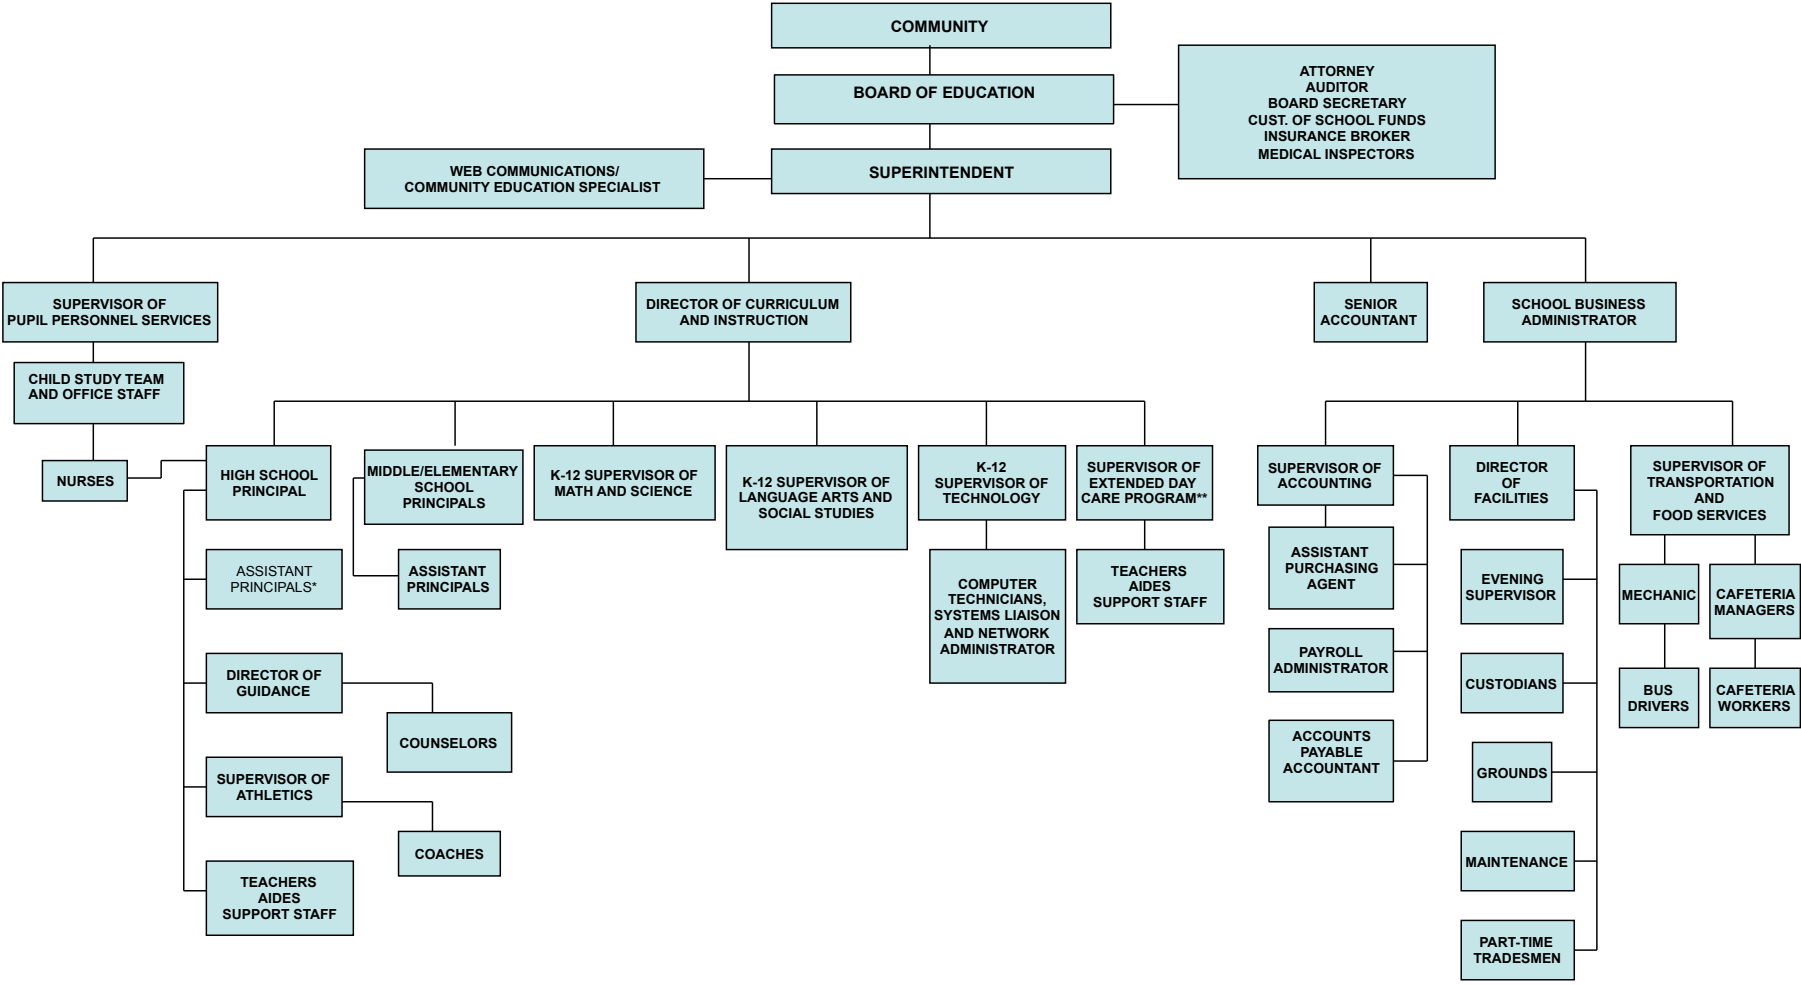 COMMUNITY
BOARD OF EDUCATION
ATTORNEY
AUDITOR
BOARD SECRETARY
CUST. OF SCHOOL FUNDS
INSURANCE BROKER
MEDICAL INSPECTORS
WEB COMMUNICATIONS/
COMMUNITY EDUCATION SPECIALIST
SUPERINTENDENT
SUPERVISOR OF
PUPIL PERSONNEL SERVICES
DIRECTOR OF CURRICULUM
AND INSTRUCTION
SENIOR
ACCOUNTANT
SCHOOL BUSINESS
ADMINISTRATOR
CHILD STUDY TEAM
AND OFFICE STAFF
NURSES
HIGH SCHOOL
PRINCIPAL
MIDDLE/ELEMENTARY
SCHOOL
PRINCIPALS
K-12 SUPERVISOR OF
MATH AND SCIENCE
K-12 SUPERVISOR OF
LANGUAGE ARTS AND
SOCIAL STUDIES
K-12
SUPERVISOR OF
TECHNOLOGY
SUPERVISOR OF
EXTENDED DAY
CARE PROGRAM**
SUPERVISOR OF
ACCOUNTING
DIRECTOR
OF
FACILITIES
SUPERVISOR OF
TRANSPORTATION
AND
FOOD SERVICES
ASSISTANT
PRINCIPALS*
ASSISTANT
PRINCIPALS
COMPUTER
TECHNICIANS,
SYSTEMS LIAISON
AND NETWORK
ADMINISTRATOR
TEACHERS
AIDES
SUPPORT STAFF
ASSISTANT
PURCHASING
AGENT
EVENING
SUPERVISOR
MECHANIC
CAFETERIA
MANAGERS
DIRECTOR OF
GUIDANCE
COUNSELORS
PAYROLL
ADMINISTRATOR
CUSTODIANS
BUS
DRIVERS
CAFETERIA
WORKERS
SUPERVISOR OF
ATHLETICS
COACHES
ACCOUNTS
PAYABLE
ACCOUNTANT
GROUNDS
TEACHERS
AIDES
SUPPORT STAFF
MAINTENANCE
PART-TIME
TRADESMEN